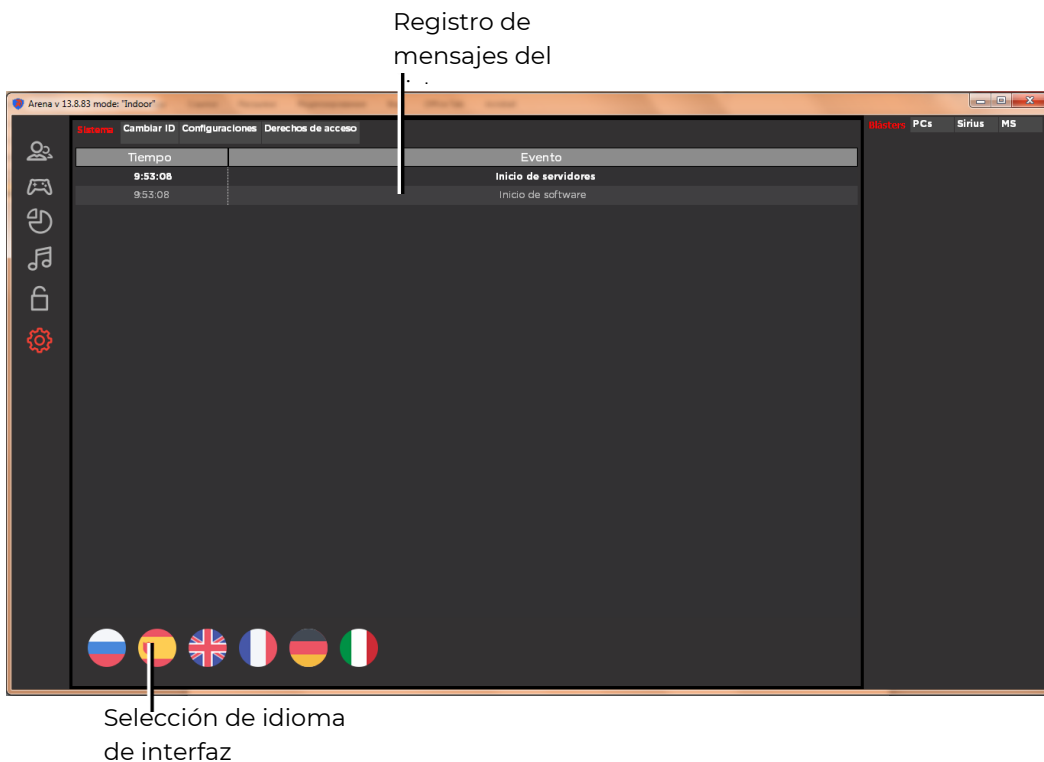 Registro de
mensajes del
Arena v 13.8.83 mode: "Indoor"
Sistema Cambiar ID Configuraciones Derechos de acceso
Blasters PCs Sirius MS
Tiempo Evento
9:53:08 Inicio de servidores
9:53:08 Inicio de software
Selección de idioma
de interfaz